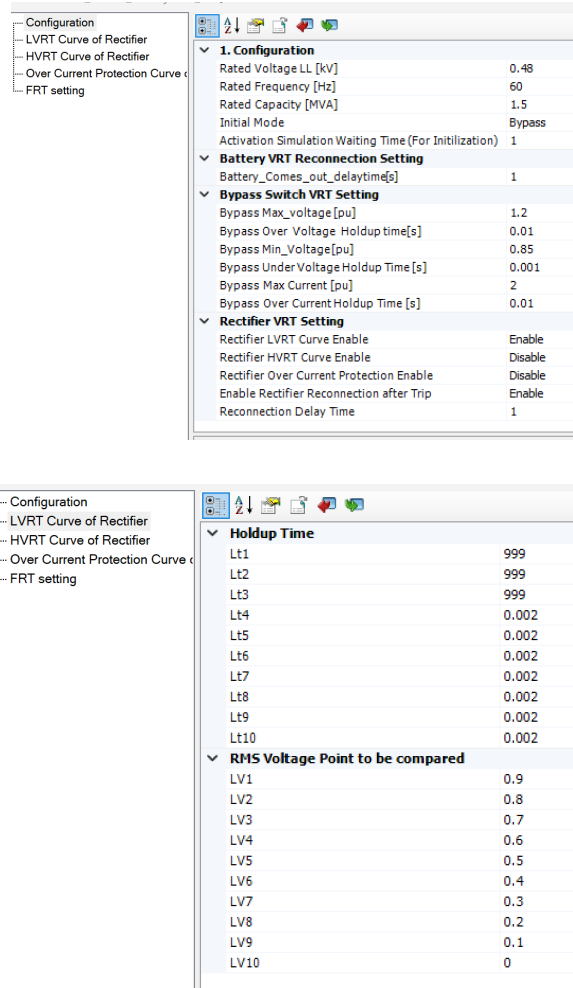 Configuration
LVRT Curve of Rectifier
HVRT Curve of Rectifier
Over Current Protection Curve
FRT setting
1. Configuration
Rated Voltage LL [kV] 0.48
Rated Frequency [Hz] 60
Rated Capacity [MVA] 1.5
Initial Mode Bypass
Activation Simulation Waiting Time (For Initilization) 1
Battery VRT Reconnection Setting
Battery_Comes_out_delaytime[s] 1
Bypass Switch VRT Setting
Bypass Max_voltage [pu] 1.2
Bypass Over Voltage Holdup time[s] 0.01
Bypass Min_Voltage[pu] 0.85
Bypass Under Voltage Holdup Time [s] 0.001
Bypass Max Current [pu] 2
Bypass Over Current Holdup Time [s] 0.01
Rectifier VRT Setting
Rectifier LVRT Curve Enable Enable
Rectifier HVRT Curve Enable Disable
Rectifier Over Current Protection Enable Disable
Enable Rectifier Reconnection after Trip Enable
Reconnection Delay Time 1
Configuration
LVRT Curve of Rectifier
HVRT Curve of Rectifier
Over Current Protection Curve
FRT setting
Holdup Time
Lt1 999
Lt2 999
Lt3 999
Lt4 0.002
Lt5 0.002
Lt6 0.002
Lt7 0.002
Lt8 0.002
Lt9 0.002
Lt10 0.002
RMS Voltage Point to be compared
LV1 0.9
LV2 0.8
LV3 0.7
LV4 0.6
LV5 0.5
LV6 0.4
LV7 0.3
LV8 0.2
LV9 0.1
LV10 0